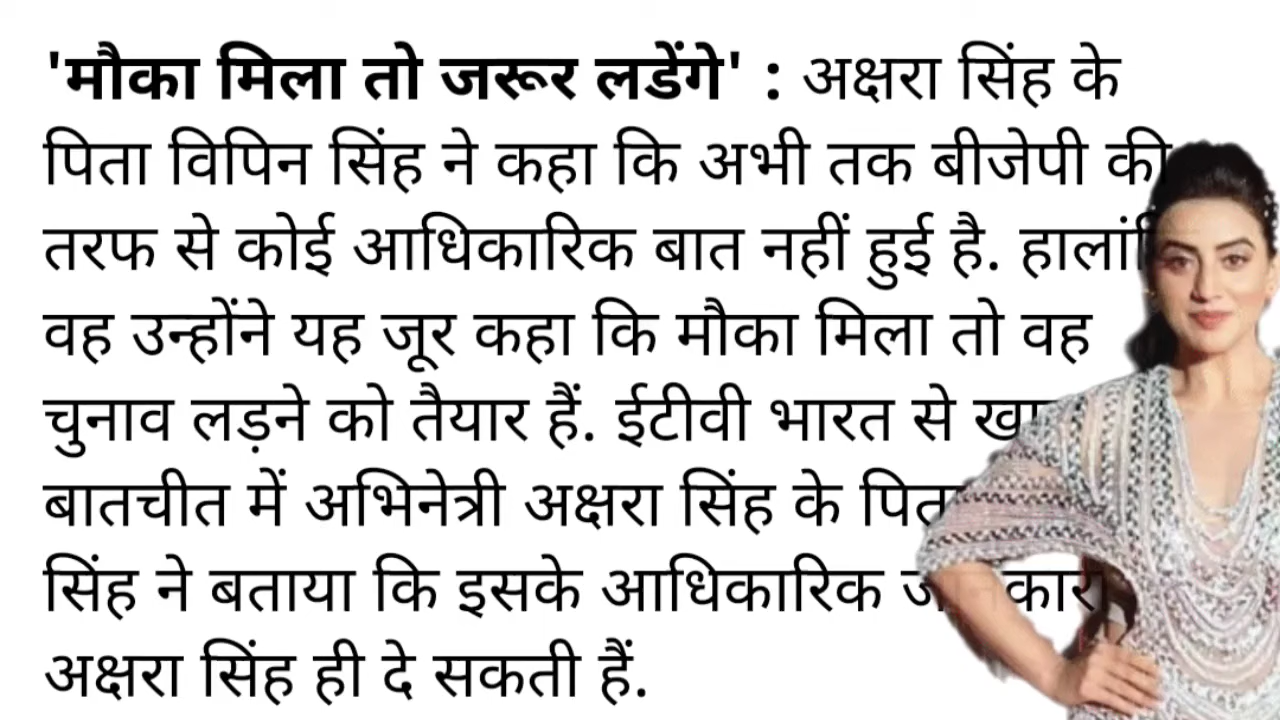 'मौका मिला तो जरूर लडेंगे' : अक्षरा सिंह के
पिता विपिन सिंह ने कहा कि अभी तक बीजेपी की
तरफ से कोई आधिकारिक बात नहीं हुई है.
वह उन्होंने यह जूर कहा कि मौका मिला तो वह
चुनाव लड़ने को तैयार हैं. ईटीवी भारत से
बातचीत में अभिनेत्री अक्षरा सिंह के पिता
सिंह ने बताया कि इसके आधिकारिक
अक्षरा सिंह ही दे सकती हैं.